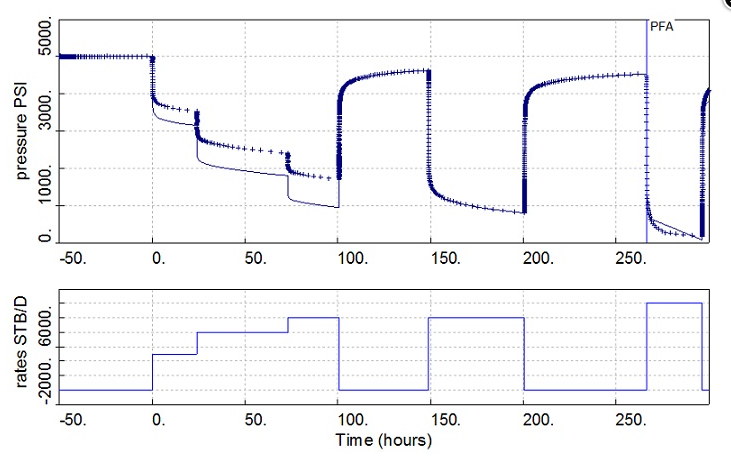 PFA
5000.
3000.
1000.
0.
pressure PSI
-50. 0. 50. 100. 150. 200. 250.
6000.
-2000.
rates STB/D
-50. 0. 50. 100. 150. 200. 250.
Time (hours)